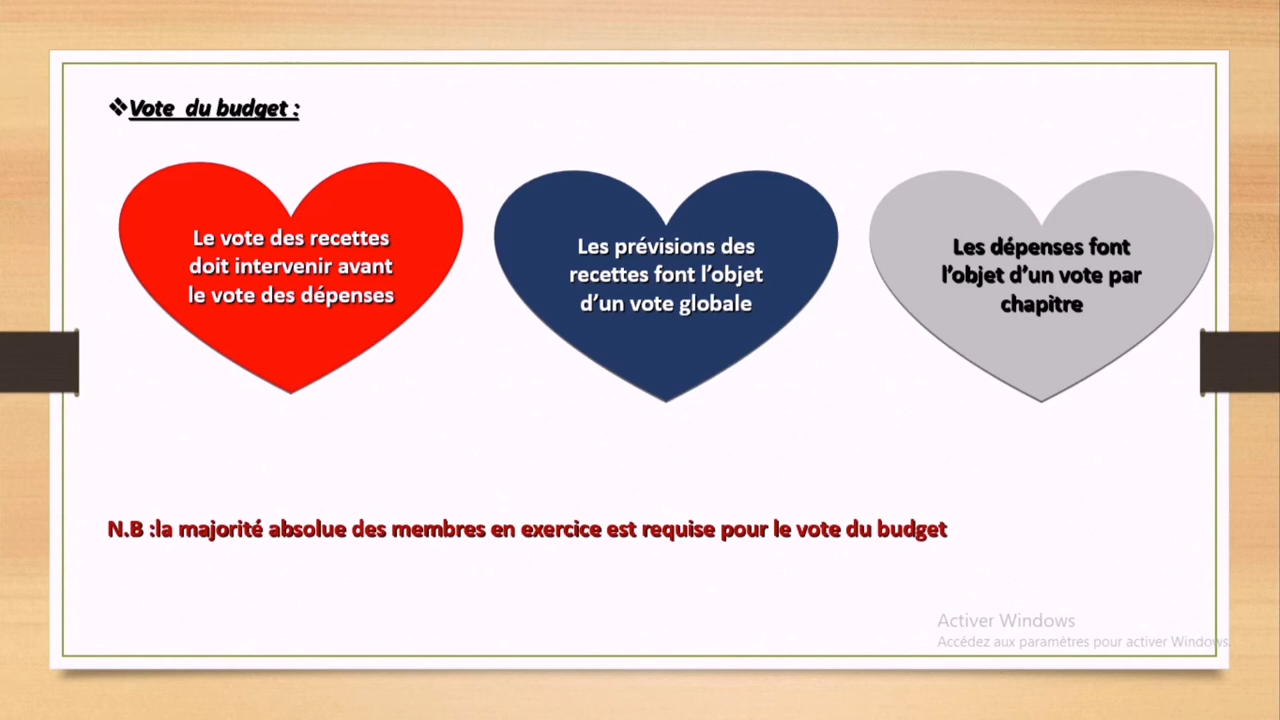 ❖Vote du budget :
Le vote des recettes
doit intervenir avant
le vote des dépenses
Les prévisions des
recettes font l’objet
d’un vote globale
Les dépenses font
l’objet d’un vote par
chapitre
N.B :la majorité absolue des membres en exercice est requise pour le vote du budget
Activer Windows
Accédez aux paramètres pour activer Windows.